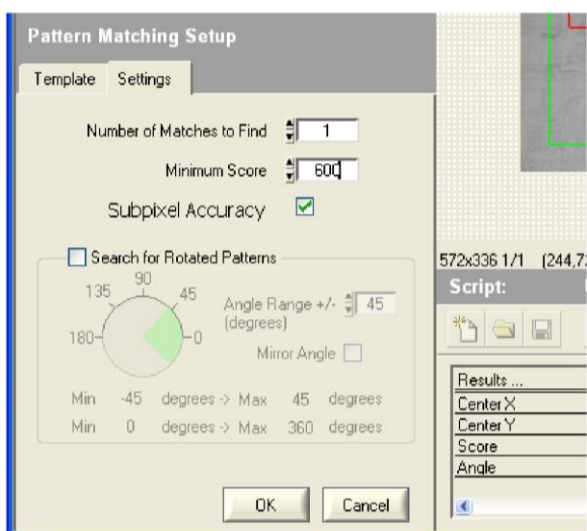 Pattern Matching Setup
Template Settings
Number of Matches to Find 1
Minimum Score 600
Subpixel Accuracy
Search for Rotated Patterns
90
135 45
180 0
Angle Range +/- 45
(degrees)
Mirror Angle
Min -45 degrees -> Max 45 degrees
Min 0 degrees -> Max 360 degrees
OK Cancel
572x336 1/1 (244,7
Script:
Results ...
Center X
Center Y
Score
Angle